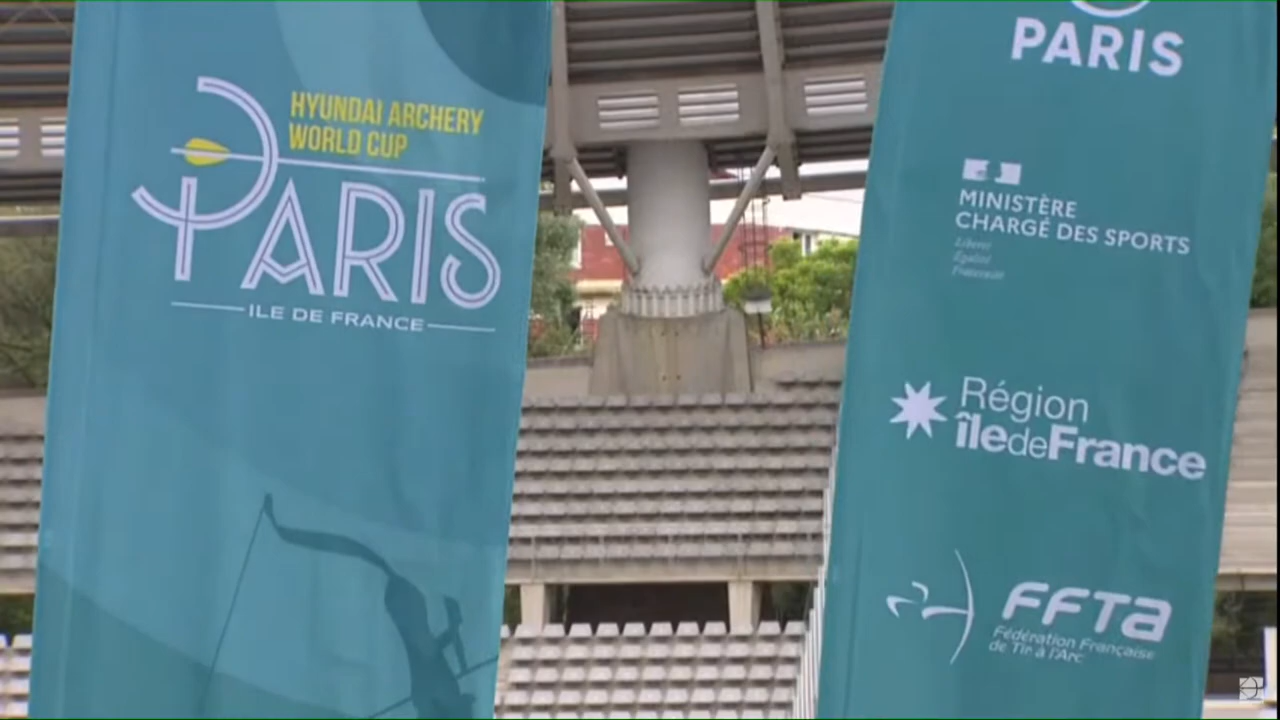 HYUNDAI ARCHERY
WORLD CUP
PARIS
ILE DE FRANCE
PARIS
MINISTÈRE
CHARGÉ DES SPORTS
Liberté
Égalité
Fraternité
Région
îledeFrance
FFTa
Fédération Française
de Tir à l'Arc